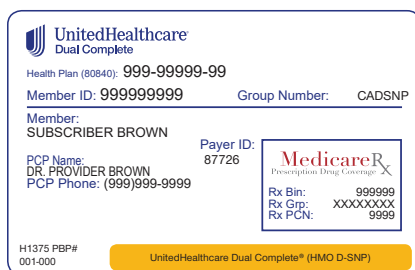 UnitedHealthcare®
Dual Complete
Health Plan (80840): 999-99999-99
Member ID: 999999999 Group Number: CADSNP
Member:
SUBSCRIBER BROWN
Payer ID:
87726
PCP Name:
DR. PROVIDER BROWN
PCP Phone: (999)999-9999
MedicareRx
Prescription Drug Coverage
Rx Bin: 999999
Rx Grp: XXXXXXXX
Rx PCN: 9999
H1375 PBP#
001-000
UnitedHealthcare Dual Complete® (HMO D-SNP)